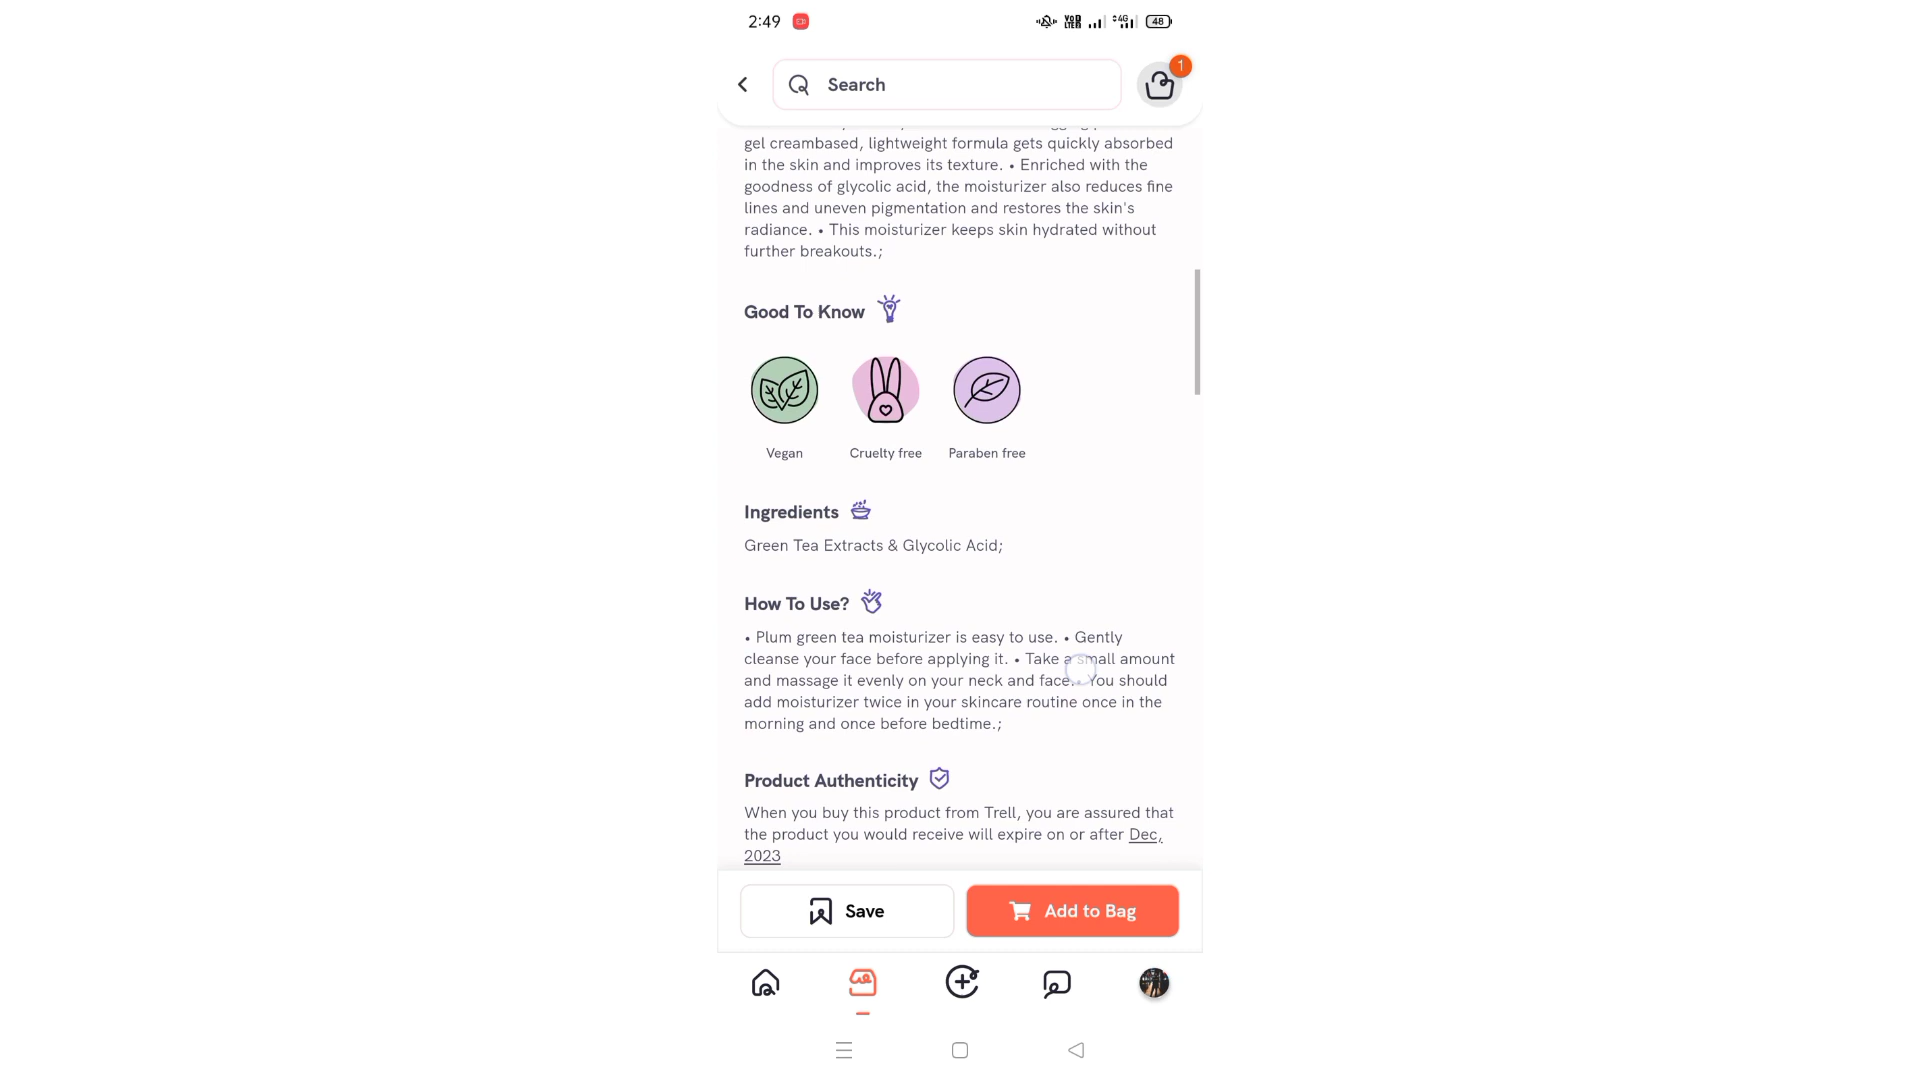 2:49
VoD
LTE2
4G
48
1
Search
gel creambased, lightweight formula gets quickly absorbed
in the skin and improves its texture. • Enriched with the
goodness of glycolic acid, the moisturizer also reduces fine
lines and uneven pigmentation and restores the skin's
radiance. • This moisturizer keeps skin hydrated without
further breakouts.;
Good To Know
Vegan Cruelty free Paraben free
Ingredients
Green Tea Extracts & Glycolic Acid;
How To Use?
• Plum green tea moisturizer is easy to use. • Gently
cleanse your face before applying it. • Take a small amount
and massage it evenly on your neck and face. • You should
add moisturizer twice in your skincare routine once in the
morning and once before bedtime.;
Product Authenticity
When you buy this product from Trell, you are assured that
the product you would receive will expire on or after Dec,
2023
Save Add to Bag